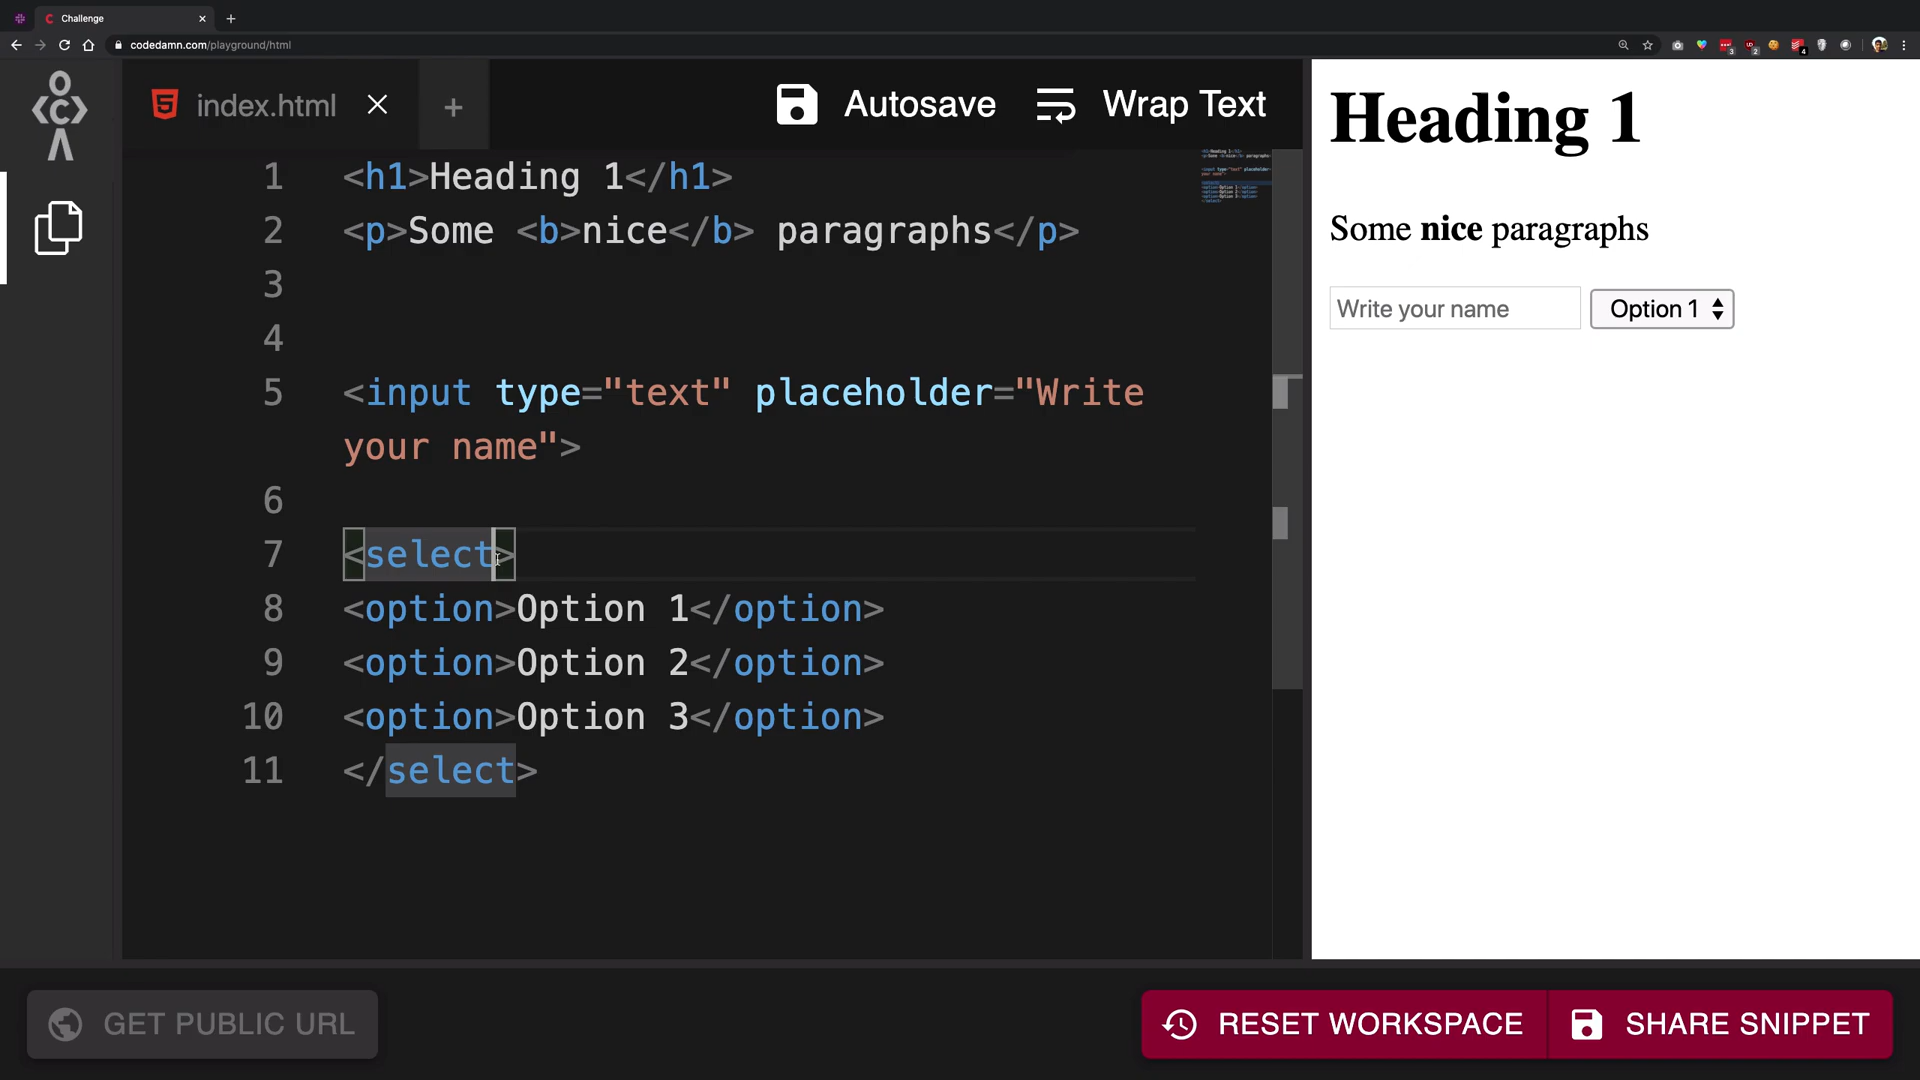 Challenge
codedamn.com/playground/html
index.html
Autosave
Wrap Text
1 <h1>Heading 1</h1>
2 <p>Some <b>nice</b> paragraphs</p>
3
4
5 <input type="text" placeholder="Write
your name">
6
7 <select>
8 <option>Option 1</option>
9 <option>Option 2</option>
10 <option>Option 3</option>
11 </select>
Heading 1
Some nice paragraphs
Write your name
Option 1
GET PUBLIC URL
RESET WORKSPACE
SHARE SNIPPET